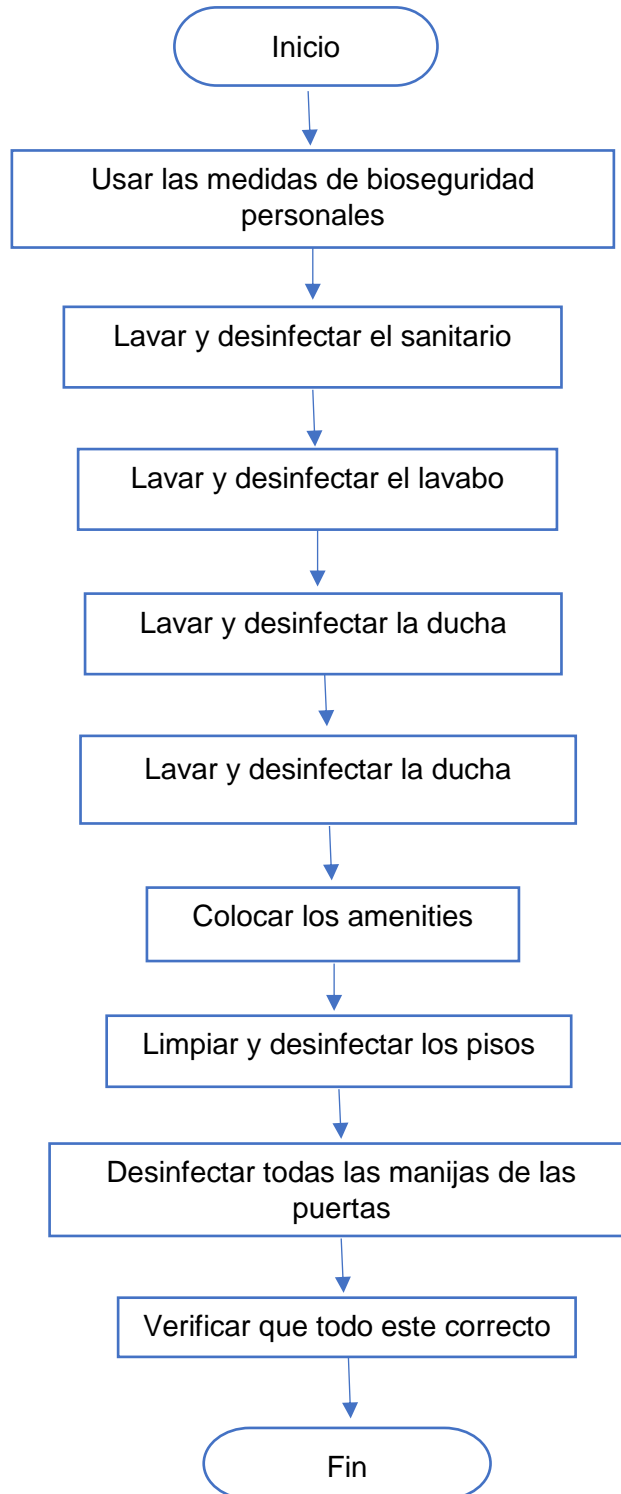 Inicio
Usar las medidas de bioseguridad
personales
Lavar y desinfectar el sanitario
Lavar y desinfectar el lavabo
Lavar y desinfectar la ducha
Lavar y desinfectar la ducha
Colocar los amenities
Limpiar y desinfectar los pisos
Desinfectar todas las manijas de las
puertas
Verificar que todo este correcto
Fin